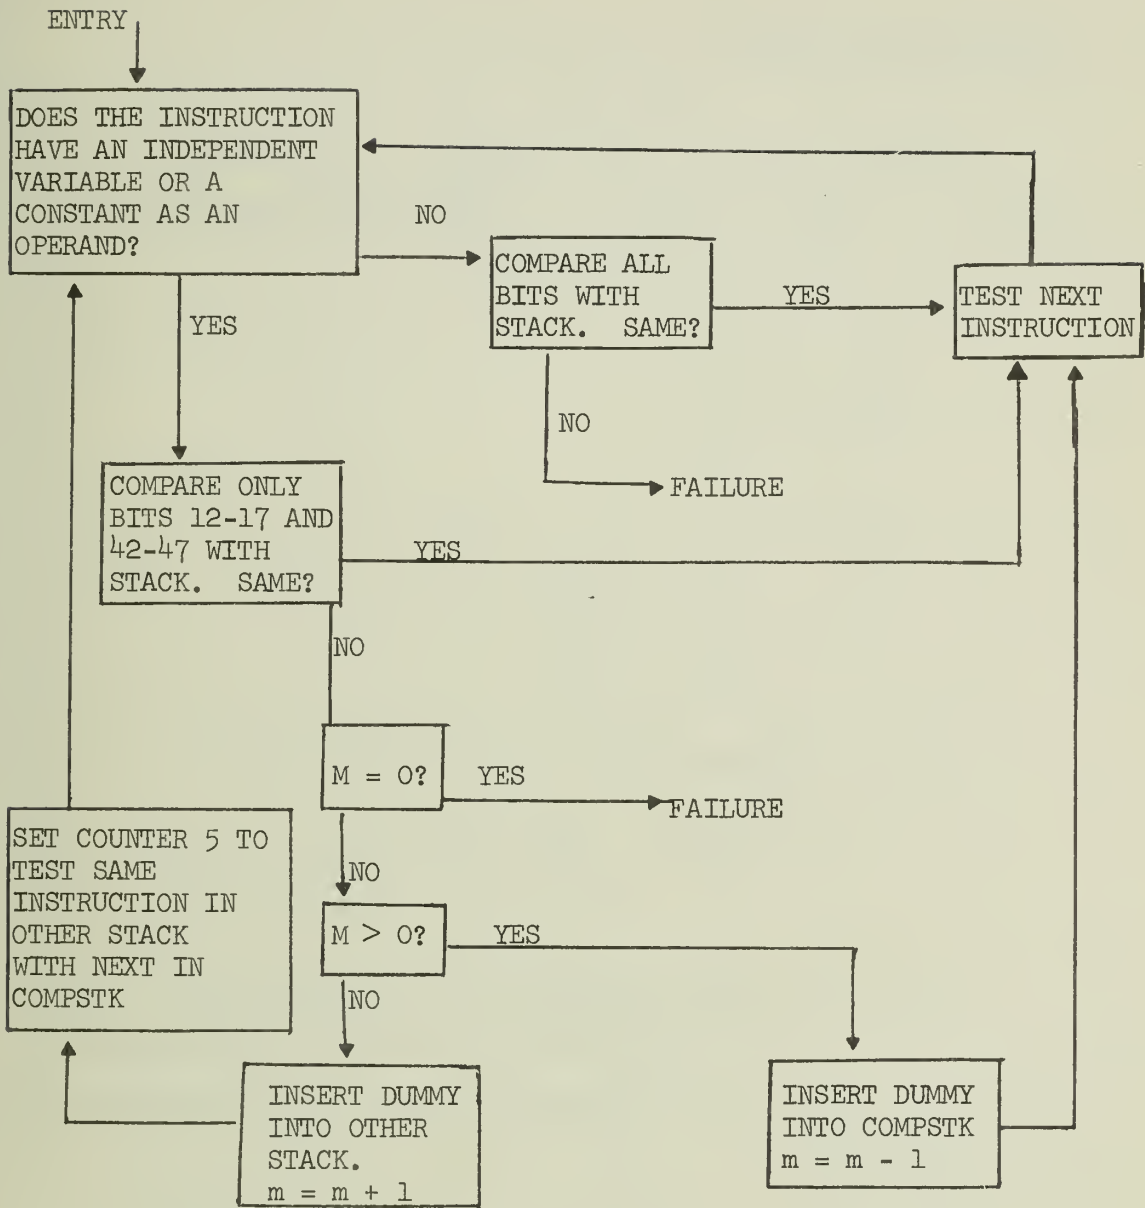 ENTRY
DOES THE INSTRUCTION
HAVE AN INDEPENDENT
VARIABLE OR A
CONSTANT AS AN
OPERAND?
NO
COMPARE ALL
BITS WITH
STACK. SAME?
YES
TEST NEXT
INSTRUCTION
YES
NO
FAILURE
COMPARE ONLY
BITS 12-17 AND
42-47 WITH
STACK. SAME?
YES
NO
M = 0?
YES
FAILURE
SET COUNTER 5 TO
TEST SAME
INSTRUCTION IN
OTHER STACK
WITH NEXT IN
COMPSTK
NO
M > 0?
YES
NO
INSERT DUMMY
INTO OTHER
STACK.
m = m + 1
INSERT DUMMY
INTO COMPSTK
m = m - 1